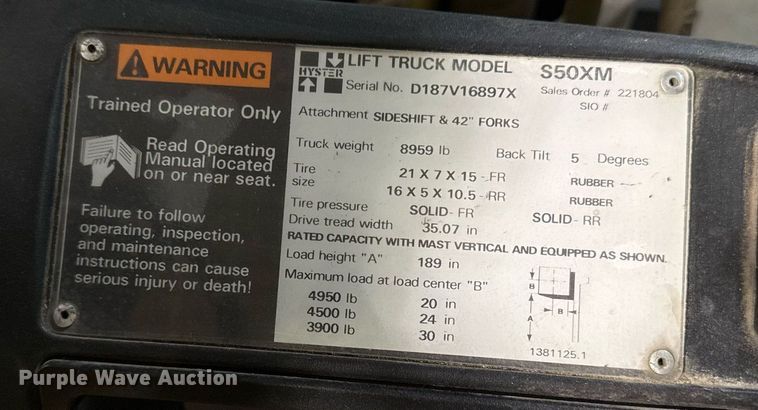 WARNING
Trained Operator Only
Read Operating
Manual located
on or near seat.
Failure to follow
operating, inspection,
and maintenance
instructions can cause
serious injury or death!
HYSTER
LIFT TRUCK MODEL S50XM
Serial No. D187V16897X Sales Order # 221804
SIO #
Attachment SIDESHIFT & 42" FORKS
Truck weight 8959 lb Back Tilt 5 Degrees
Tire size 21 X 7 X 15 - FR RUBBER
16 X 5 X 10.5 - RR RUBBER
Tire pressure SOLID - FR SOLID - RR
Drive tread width 35.07 in
RATED CAPACITY WITH MAST VERTICAL AND EQUIPPED AS SHOWN.
Load height "A" 189 in
Maximum load at load center "B"
4950 lb 20 in
4500 lb 24 in
3900 lb 30 in
B
B
A
1381125.1
Purple Wave Auction